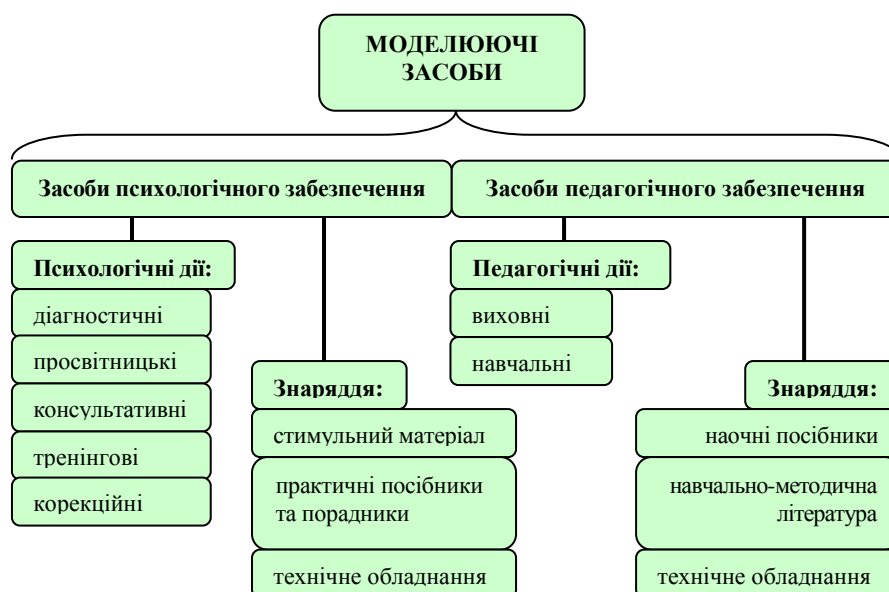 МОДЕЛЮЮЧІ
ЗАСОБИ
Засоби психологічного забезпечення
Засоби педагогічного забезпечення
Психологічні дії:
діагностичні
просвітницькі
консультативні
тренінгові
корекційні
Знаряддя:
стимульний матеріал
практичні посібники
та порадники
технічне обладнання
Педагогічні дії:
виховні
навчальні
Знаряддя:
наочні посібники
навчально-методична
література
технічне обладнання